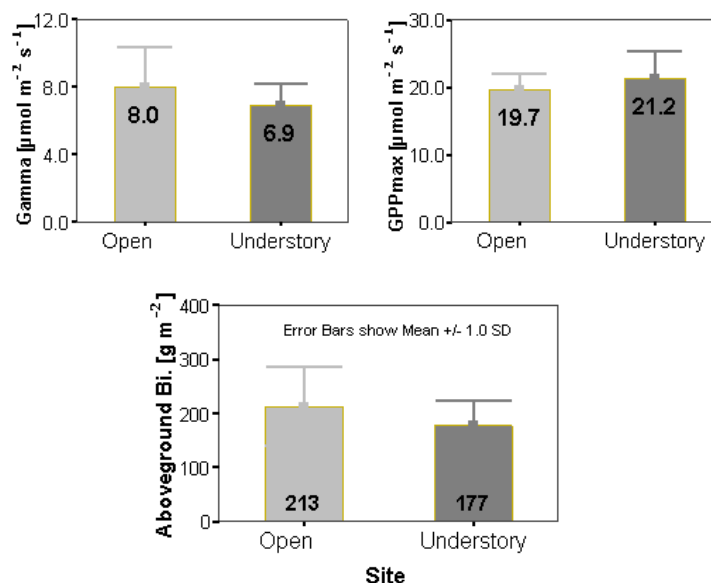 Gamma [µmol m⁻² s⁻¹]
12.0
8.0
4.0
0.0
8.0
6.9
Open Understory
GPPmax [µmol m⁻² s⁻¹]
30.0
20.0
10.0
0.0
19.7
21.2
Open Understory
Aboveground Bi. [g m⁻²]
400
300
200
100
0
Error Bars show Mean +/- 1.0 SD
213
177
Open Understory
Site